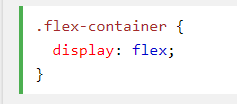 .flex-container {
  display: flex;
}